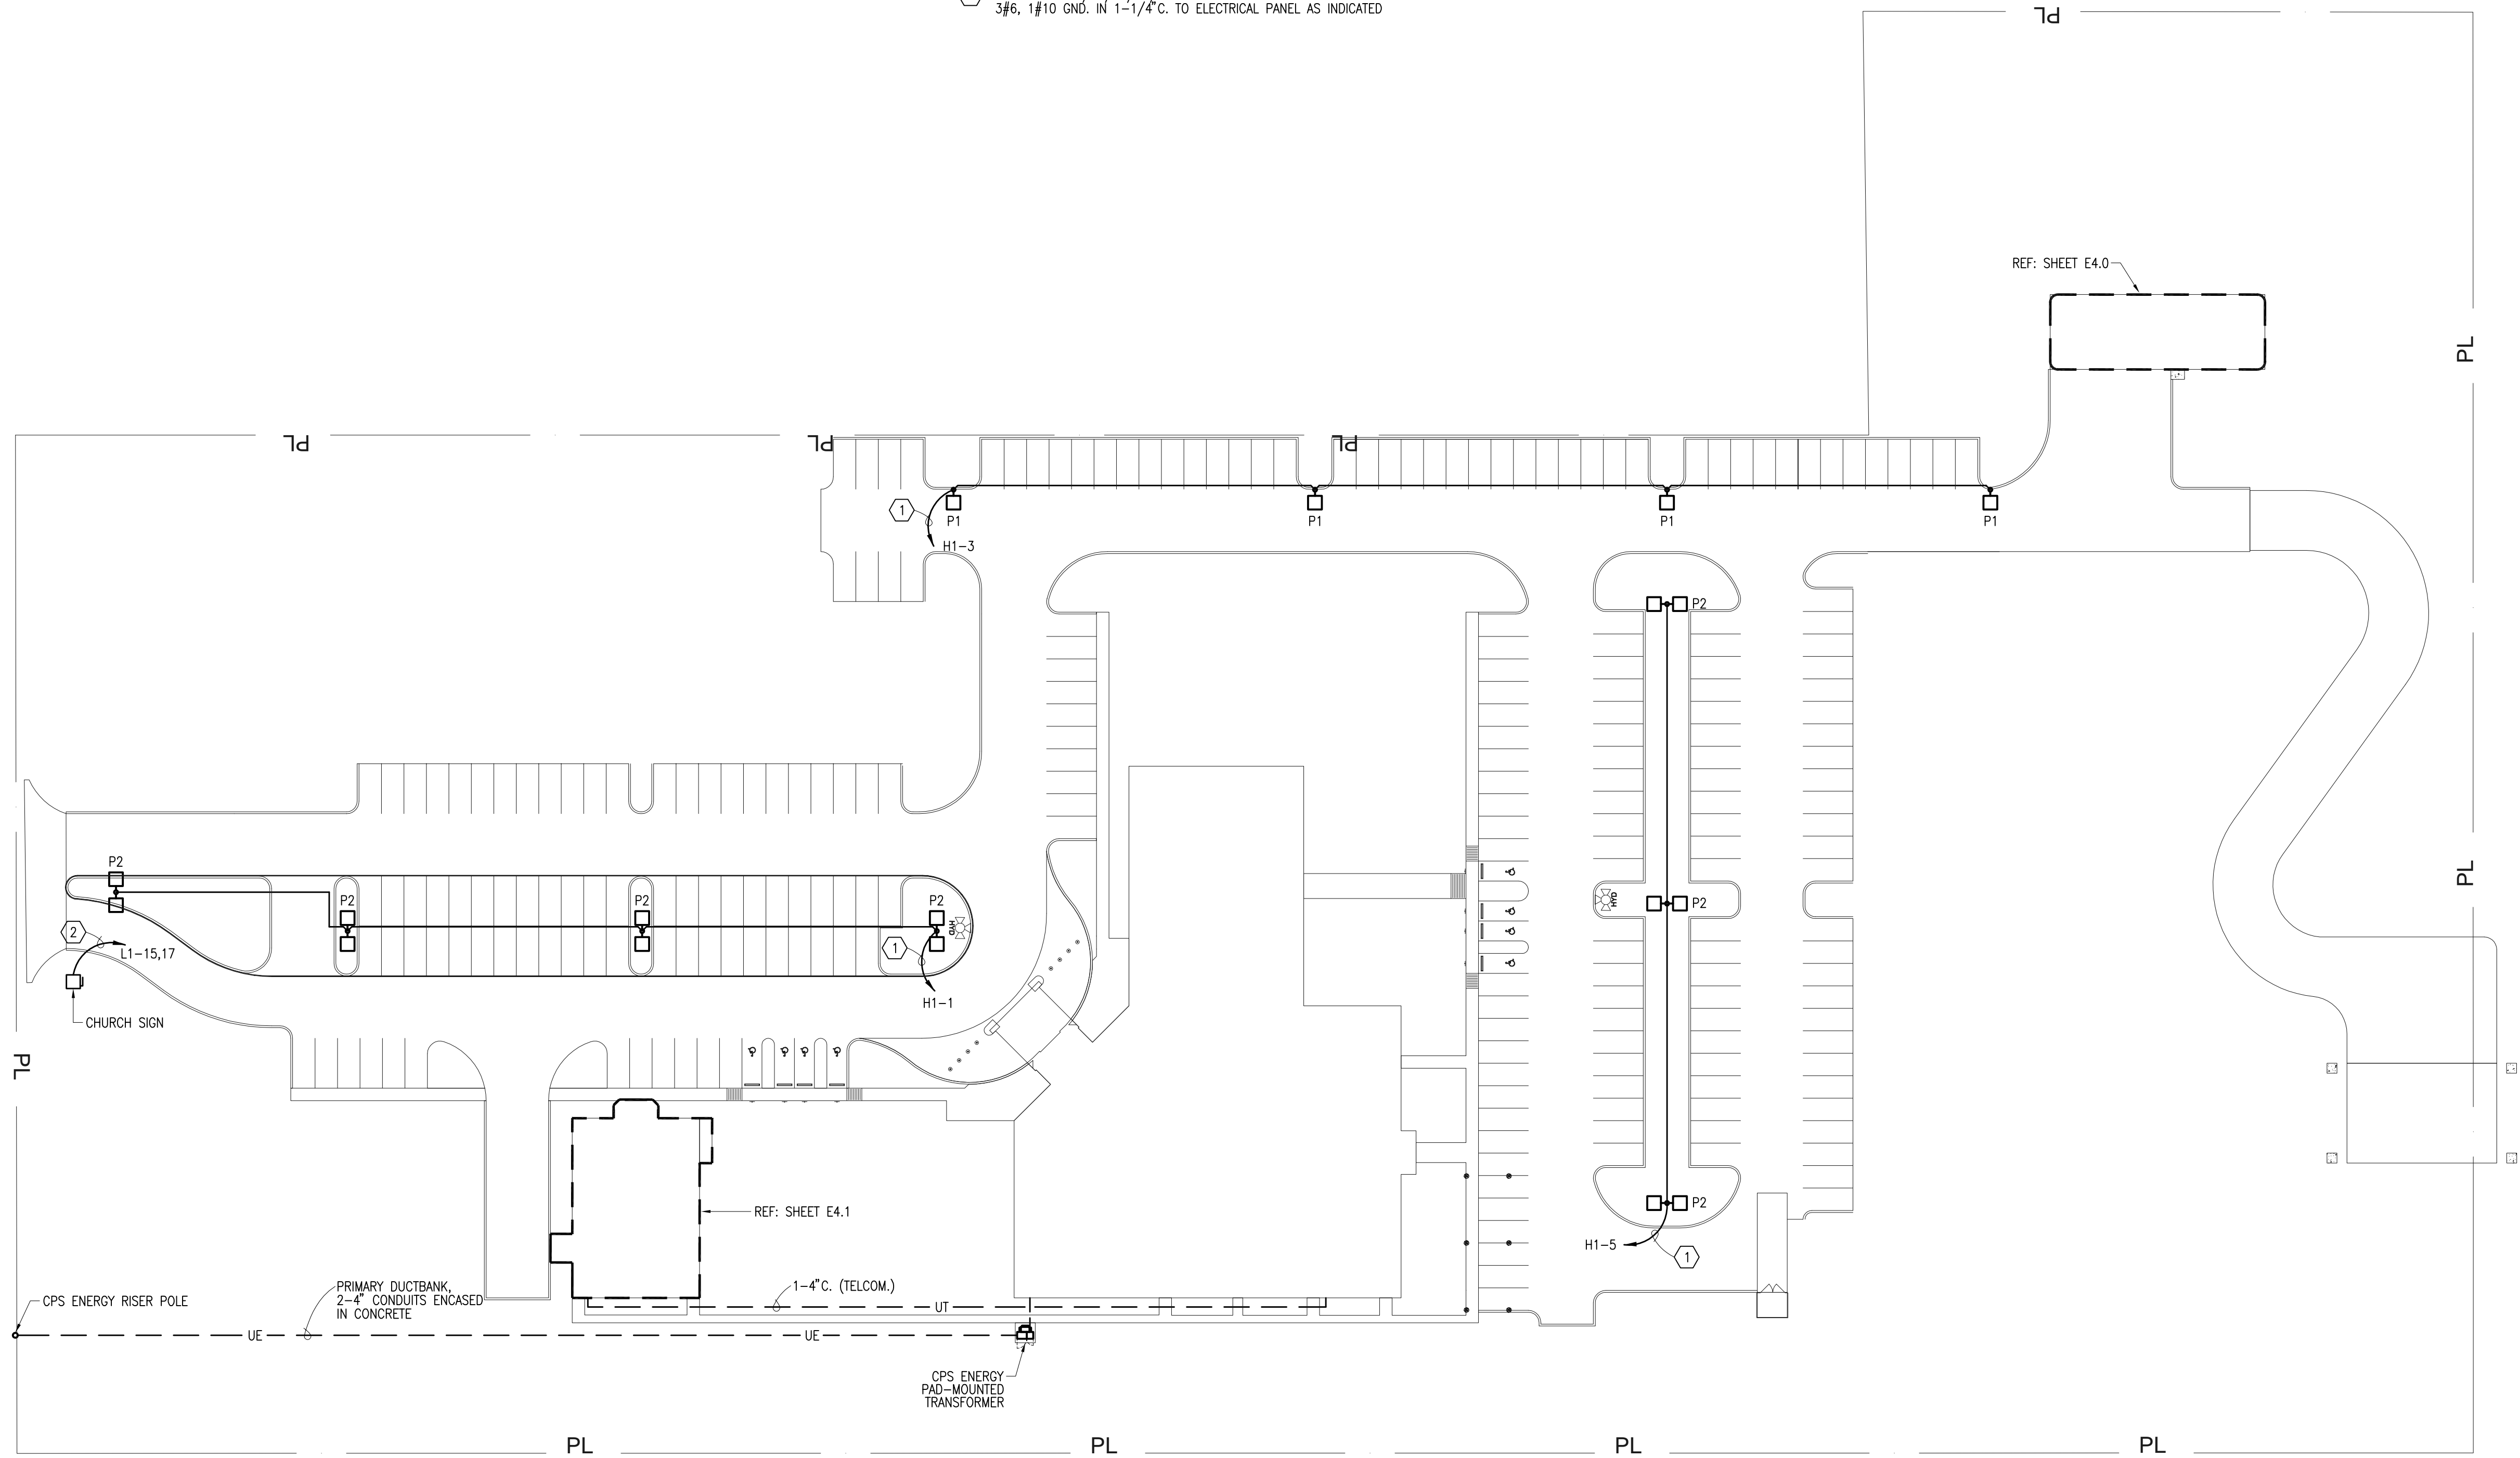 3#6, 1#10 GND. IN 1-1/4"C. TO ELECTRICAL PANEL AS INDICATED
PL
REF: SHEET E4.0
PL
PL
PL
PL
1
P1
P1
P1
P1
H1-3
P2
P2
HYD
P2
PL
P2
P2
P2
P2
HYD
2
L1-15,17
1
H1-1
CHURCH SIGN
PL
P2
REF: SHEET E4.1
H1-5
1
CPS ENERGY RISER POLE
PRIMARY DUCTBANK,
2-4" CONDUITS ENCASED
IN CONCRETE
1-4"C. (TELCOM.)
UT
UE
UE
CPS ENERGY
PAD-MOUNTED
TRANSFORMER
PL
PL
PL
PL